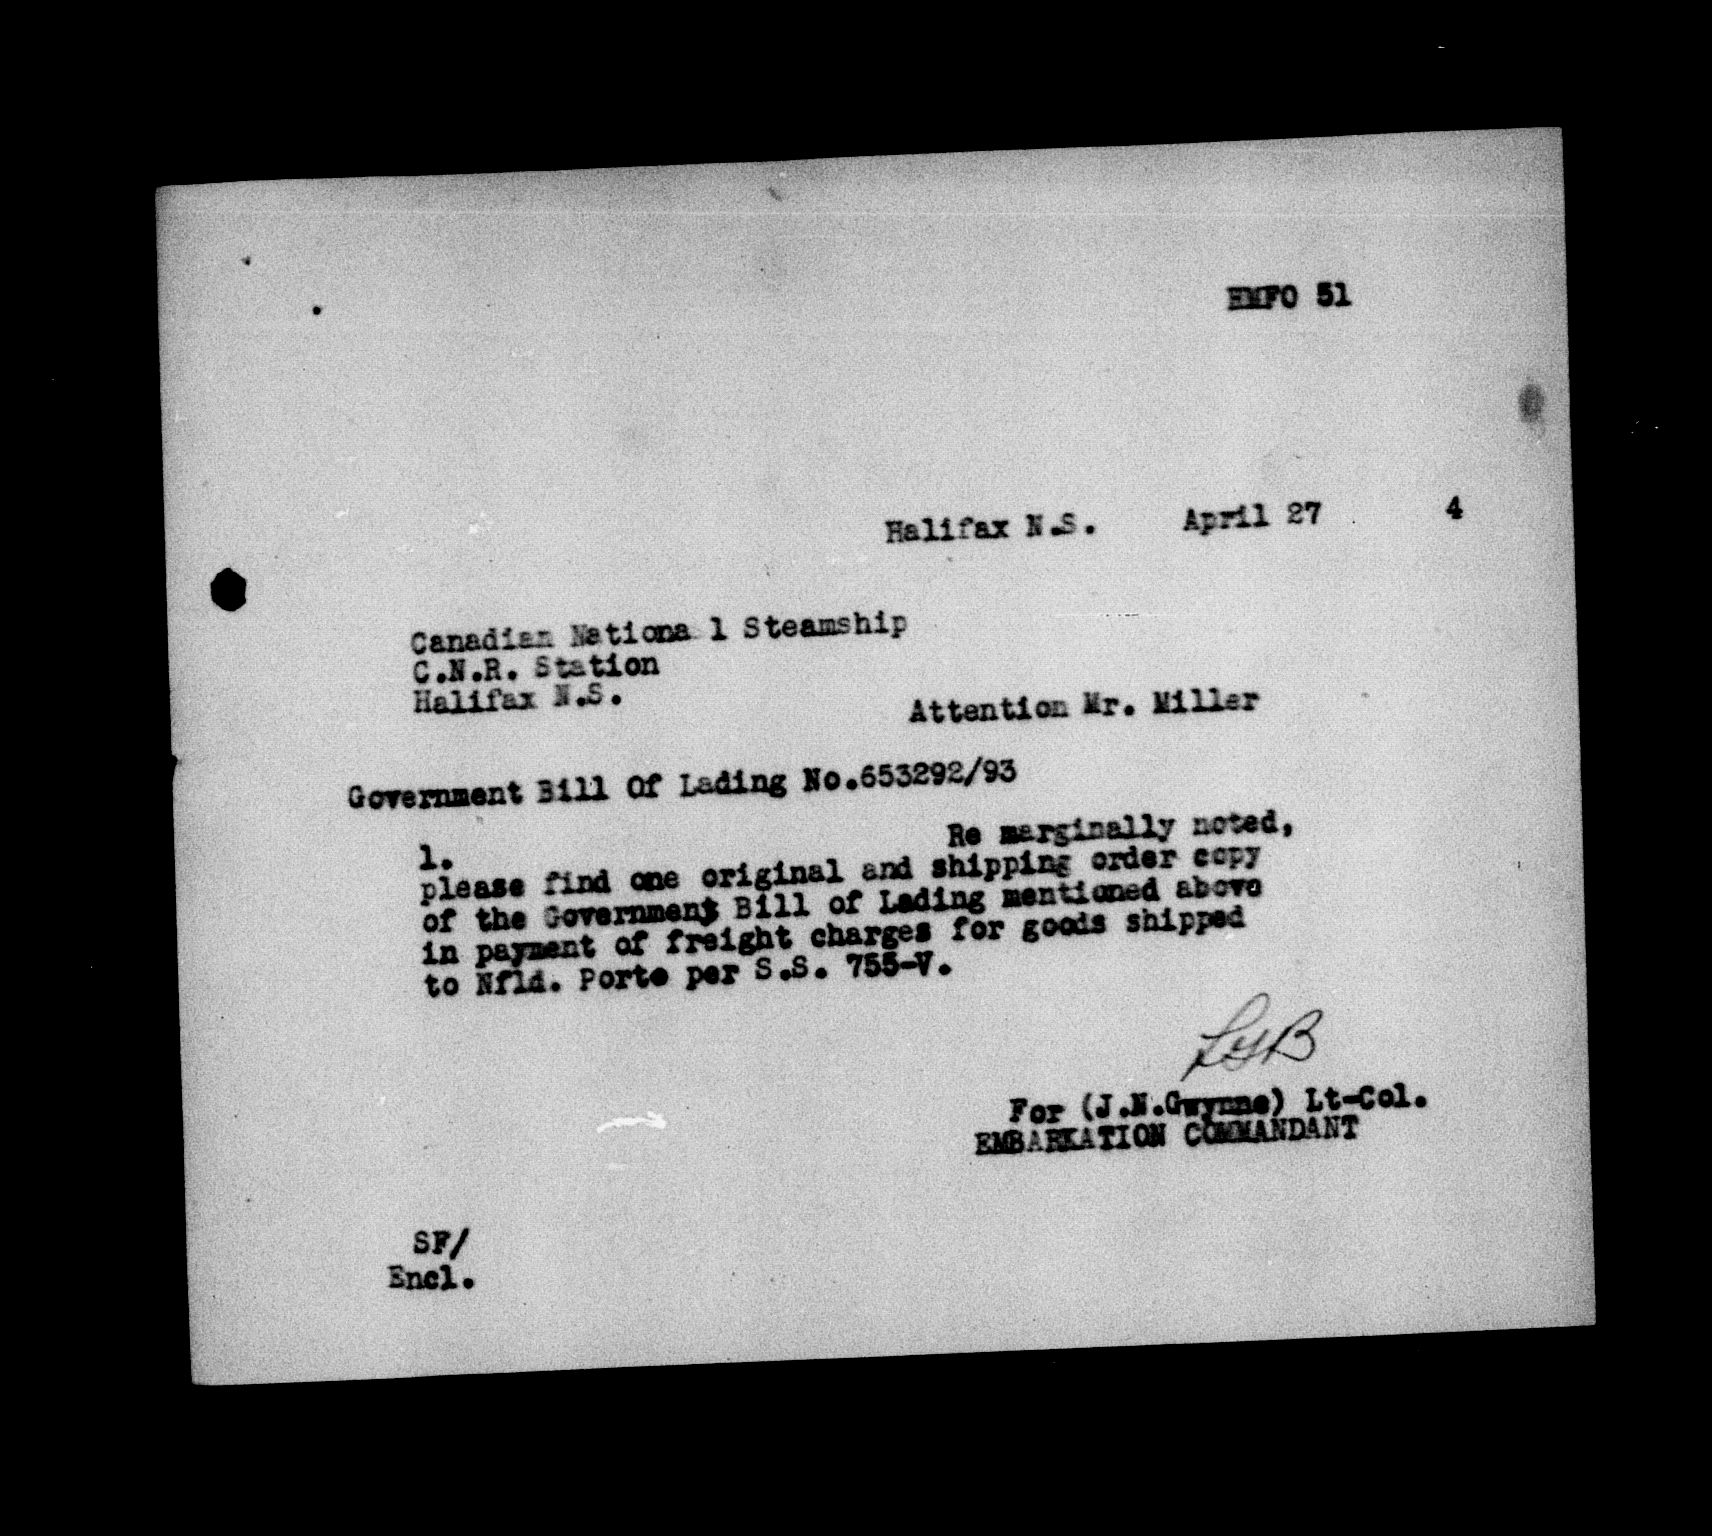 HMFO 51
Halifax N.S. April 27 4
Canadian Nationa l Steamship
C.N.R. Station
Halifax N.S.
Attention Mr. Miller
Government Bill Of Lading No.653292/93
Re marginally noted,
1.
please find one original and shipping order copy
of the Government Bill of Lading mentioned above
in payment of freight charges for goods shipped
to Nfld. Ports per S.S. 755-V.
For (J.N.Gwynne) Lt-Col.
EMBARKATION COMMANDANT
SF/
Encl.